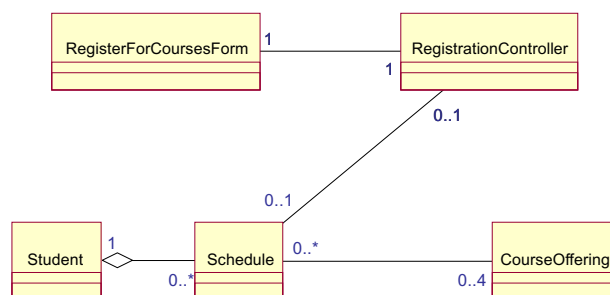 RegisterForCoursesForm
1
1
RegistrationController
0..1
0..1
Student
1
0..*
Schedule
0..*
0..4
CourseOffering